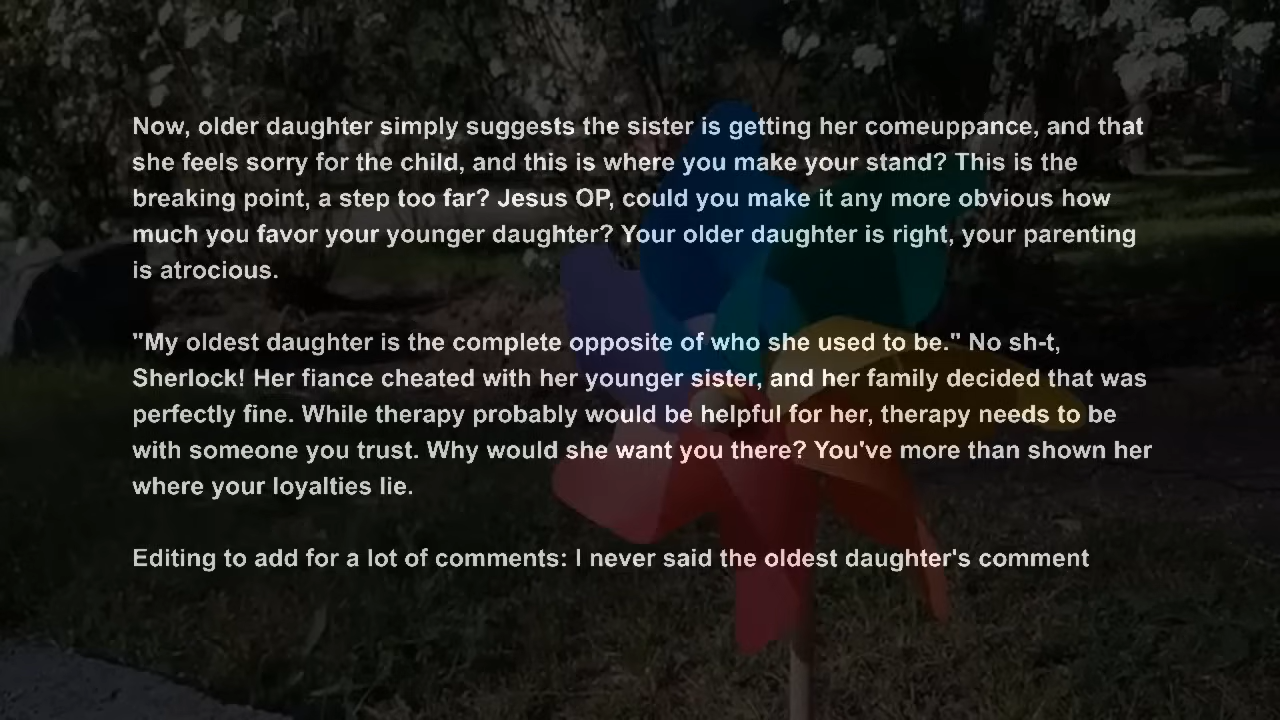 Now, older daughter simply suggests the sister is getting her comeuppance, and that
she feels sorry for the child, and this is where you make your stand? This is the
breaking point, a step too far? Jesus OP, could you make it any more obvious how
much you favor your younger daughter? Your older daughter is right, your parenting
is atrocious.
"My oldest daughter is the complete opposite of who she used to be." No sh-t,
Sherlock! Her fiance cheated with her younger sister, and her family decided that was
perfectly fine. While therapy probably would be helpful for her, therapy needs to be
with someone you trust. Why would she want you there? You've more than shown her
where your loyalties lie.
Editing to add for a lot of comments: I never said the oldest daughter's comment